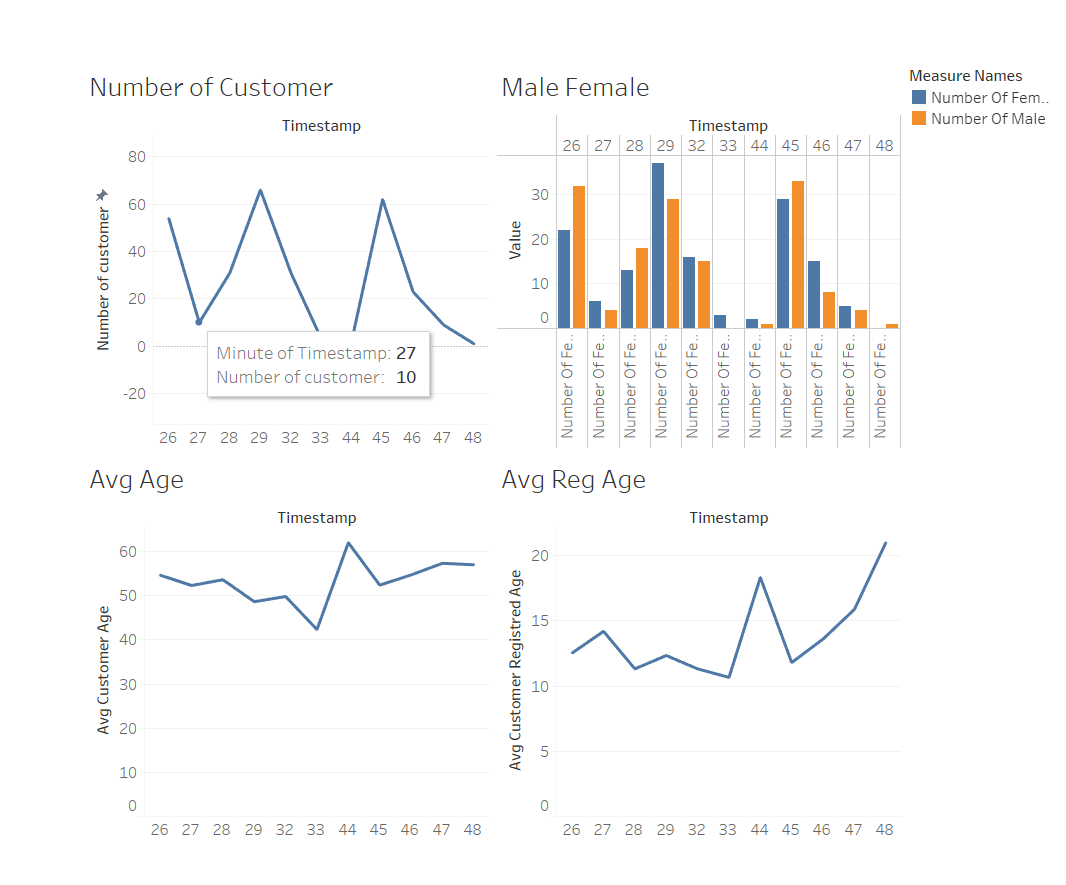 Number of Customer
Timestamp
80
60
40
20
0
-20
Number of customer
Minute of Timestamp: 27
Number of customer: 10
26 27 28 29 32 33 44 45 46 47 48
Male Female
Timestamp
26 27 28 29 32 33 44 45 46 47 48
30
20
10
0
Value
Number Of Fe..
Number Of Fe..
Number Of Fe..
Number Of Fe..
Number Of Fe..
Number Of Fe..
Number Of Fe..
Number Of Fe..
Number Of Fe..
Number Of Fe..
Number Of Fe..
Measure Names
Number Of Fem..
Number Of Male
Avg Age
Timestamp
60
50
40
30
20
10
0
Avg Customer Age
26 27 28 29 32 33 44 45 46 47 48
Avg Reg Age
Timestamp
20
15
10
5
0
Avg Customer Registred Age
26 27 28 29 32 33 44 45 46 47 48